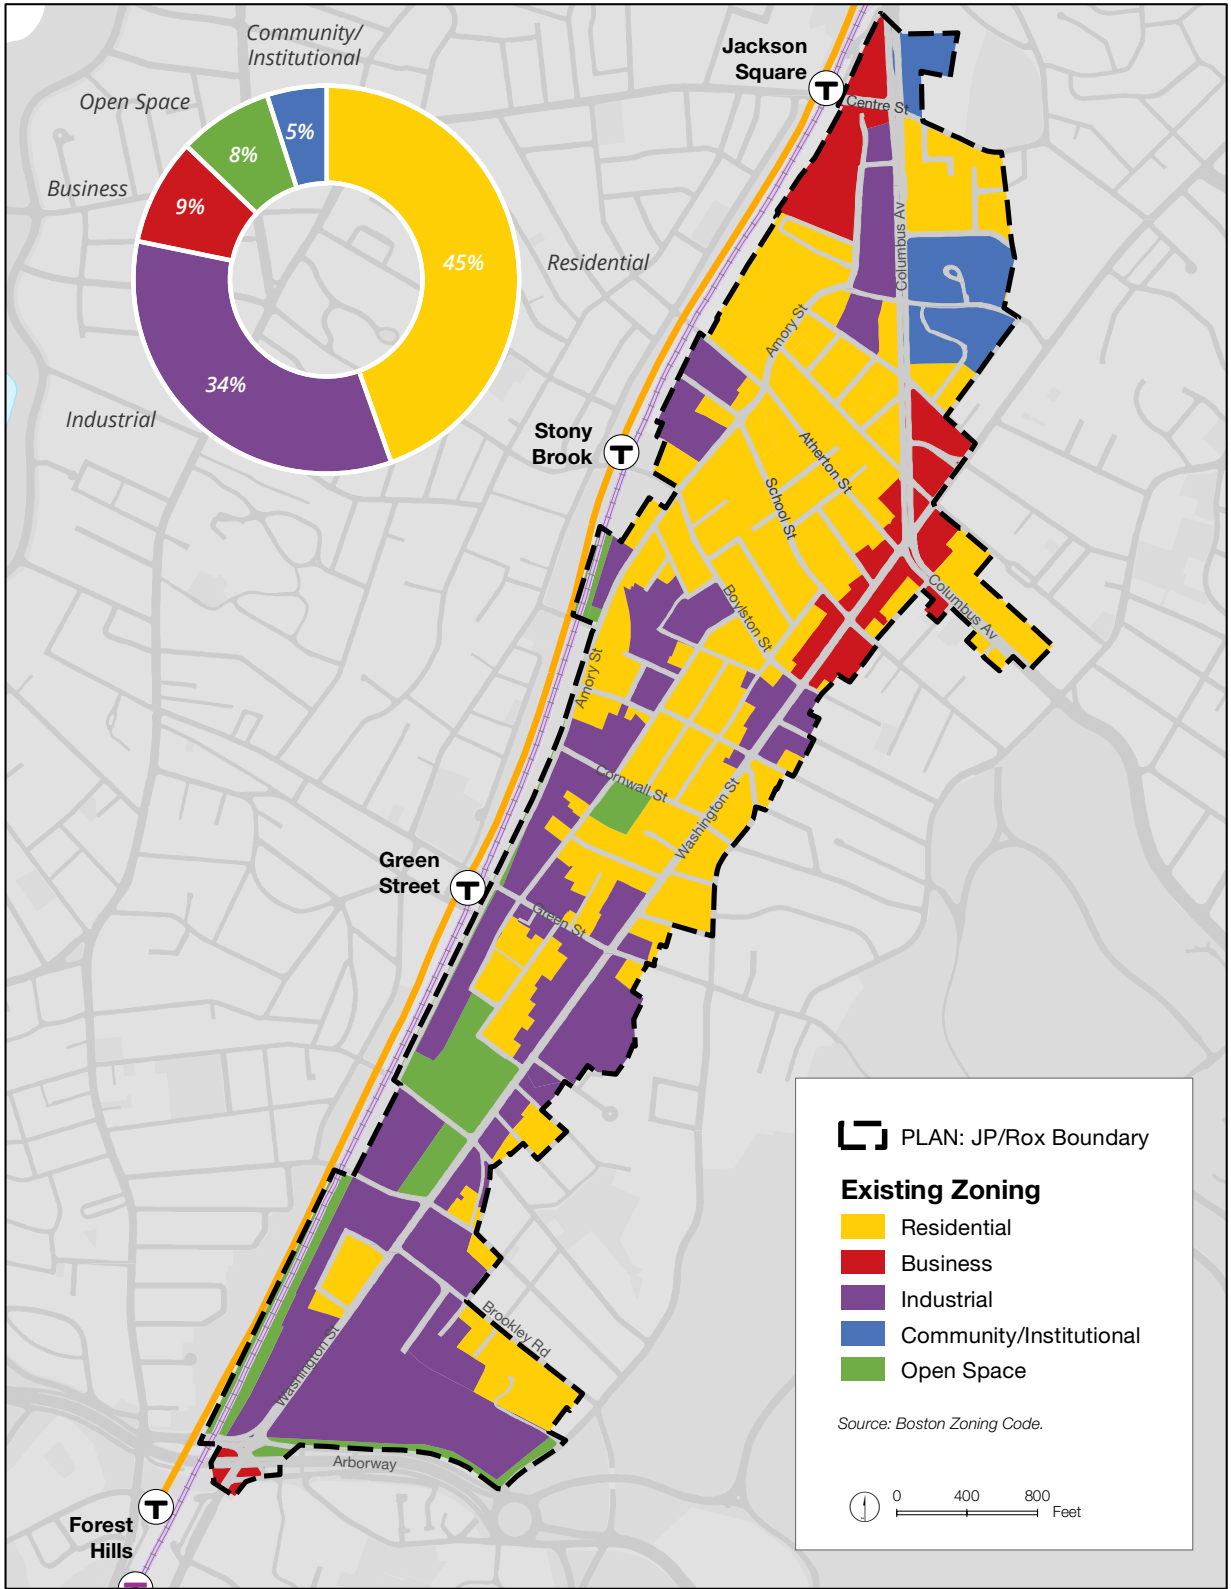 Community/
Institutional
Open Space
5%
8%
Business
9%
45%
Residential
34%
Industrial
Jackson
Square
T
Centre St
Columbus Av
Amory St
Stony
Brook
T
Atherton St
School St
Boylston St
Columbus Av
Amory St
Cornwall St
Washington St
Green
Street
T
Green St
Brookley Rd
Washington St
Arborway
T
Forest
Hills
PLAN: JP/Rox Boundary
Existing Zoning
Residential
Business
Industrial
Community/Institutional
Open Space
Source: Boston Zoning Code.
0 400 800
Feet